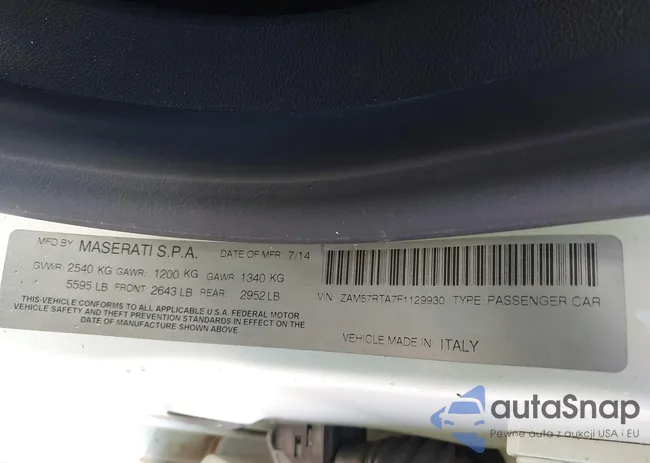 MFD BY MASERATI S.P.A. DATE OF MFR 7/14
GVWR: 2540 KG GAWR: 1200 KG GAWR: 1340 KG
5595 LB FRONT 2643 LB REAR: 2952 LB
THIS VEHICLE CONFORMS TO ALL APPLICABLE U.S.A. FEDERAL MOTOR
VEHICLE SAFETY AND THEFT PREVENTION STANDARDS IN EFFECT ON THE
DATE OF MANUFACTURE SHOWN ABOVE
VIN ZAM57RTA7F1129930 TYPE: PASSENGER CAR
VEHICLE MADE IN ITALY
autaSnap
Pewne auta z aukcji USA i EU